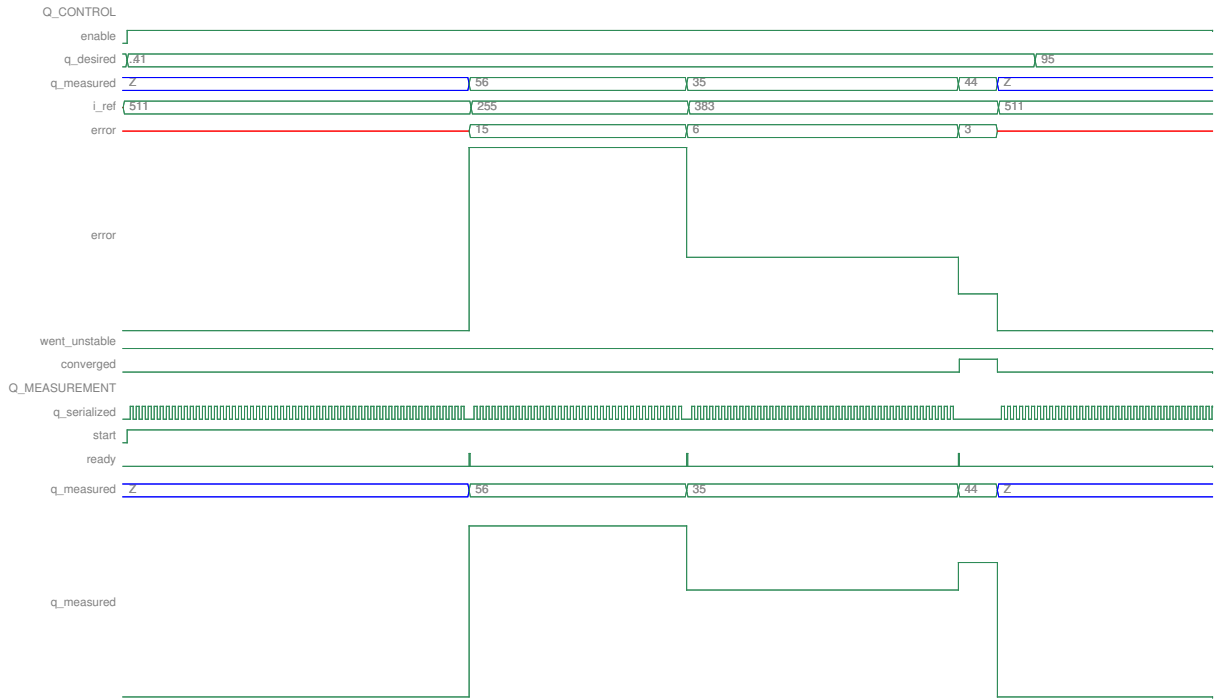 Q_CONTROL
enable
q_desired .41 95
q_measured Z 56 35 44 Z
i_ref 511 255 383 511
error 15 6 3
error
went_unstable
converged
Q_MEASUREMENT
q_serialized
start
ready
q_measured Z 56 35 44 Z
q_measured